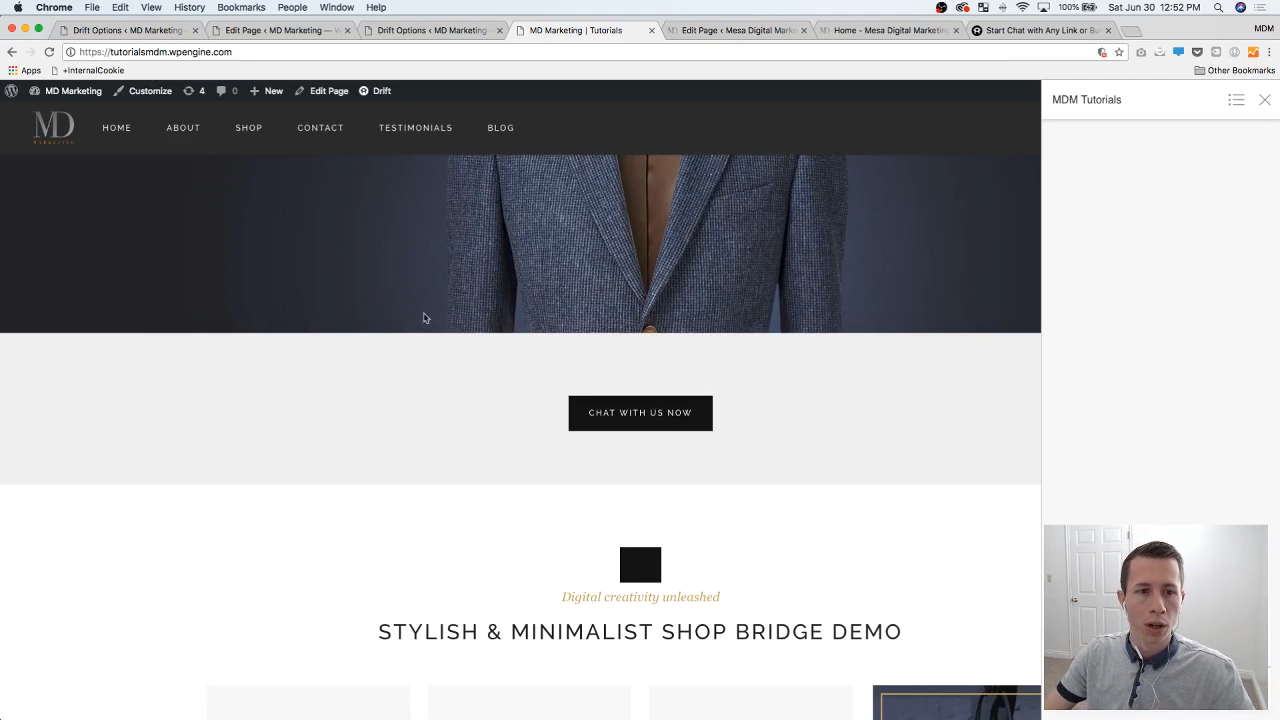 Chrome File Edit View History Bookmarks People Window Help 100% Sat Jun 30 12:52 PM
Drift Options ‹ MD Marketing Edit Page ‹ MD Marketing — Drift Options ‹ MD Marketing MD Marketing | Tutorials Edit Page ‹ Mesa Digital Home - Mesa Digital Marketing Start Chat with Any Link or MDM
https://tutorialsmdm.wpengine.com
Apps +InternalCookie Other Bookmarks
MD Marketing Customize 4 0 New Edit Page Drift
MDM Tutorials
MD
MARKETING
HOME ABOUT SHOP CONTACT TESTIMONIALS BLOG
CHAT WITH US NOW
Digital creativity unleashed
STYLISH & MINIMALIST SHOP BRIDGE DEMO